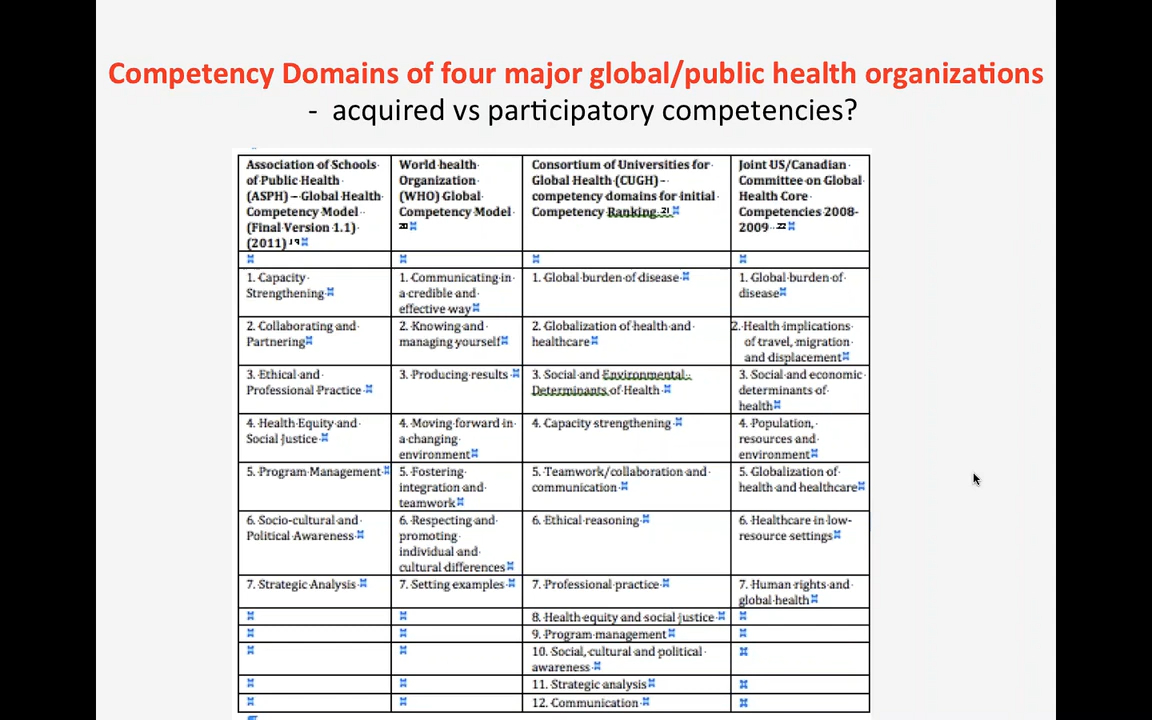 Competency Domains of four major global/public health organizations
- acquired vs participatory competencies?
Association of Schools
of Public Health
(ASPH) – Global Health
Competency Model
(Final Version 1.1)
(2011) 19
World health
Organization
(WHO) Global
Competency Model
20
Consortium of Universities for
Global Health (CUGH) –
competency domains for initial
Competency Ranking 21
Joint US/Canadian
Committee on Global
Health Core
Competencies 2008-
2009 22
1. Capacity
Strengthening
1. Communicating in
a credible and
effective way
1. Global burden of disease
1. Global burden of
disease
2. Collaborating and
Partnering
2. Knowing and
managing yourself
2. Globalization of health and
healthcare
2. Health implications
of travel, migration
and displacement
3. Ethical and
Professional Practice
3. Producing results
3. Social and Environmental
Determinants of Health
3. Social and economic
determinants of
health
4. Health Equity and
Social Justice
4. Moving forward in
a changing
environment
4. Capacity strengthening
4. Population,
resources and
environment
5. Program Management
5. Fostering
integration and
teamwork
5. Teamwork/collaboration and
communication
5. Globalization of
health and healthcare
6. Socio-cultural and
Political Awareness
6. Respecting and
promoting
individual and
cultural differences
6. Ethical reasoning
6. Healthcare in low-
resource settings
7. Strategic Analysis
7. Setting examples
7. Professional practice
7. Human rights and
global health
8. Health equity and social justice
9. Program management
10. Social, cultural and political
awareness
11. Strategic analysis
12. Communication